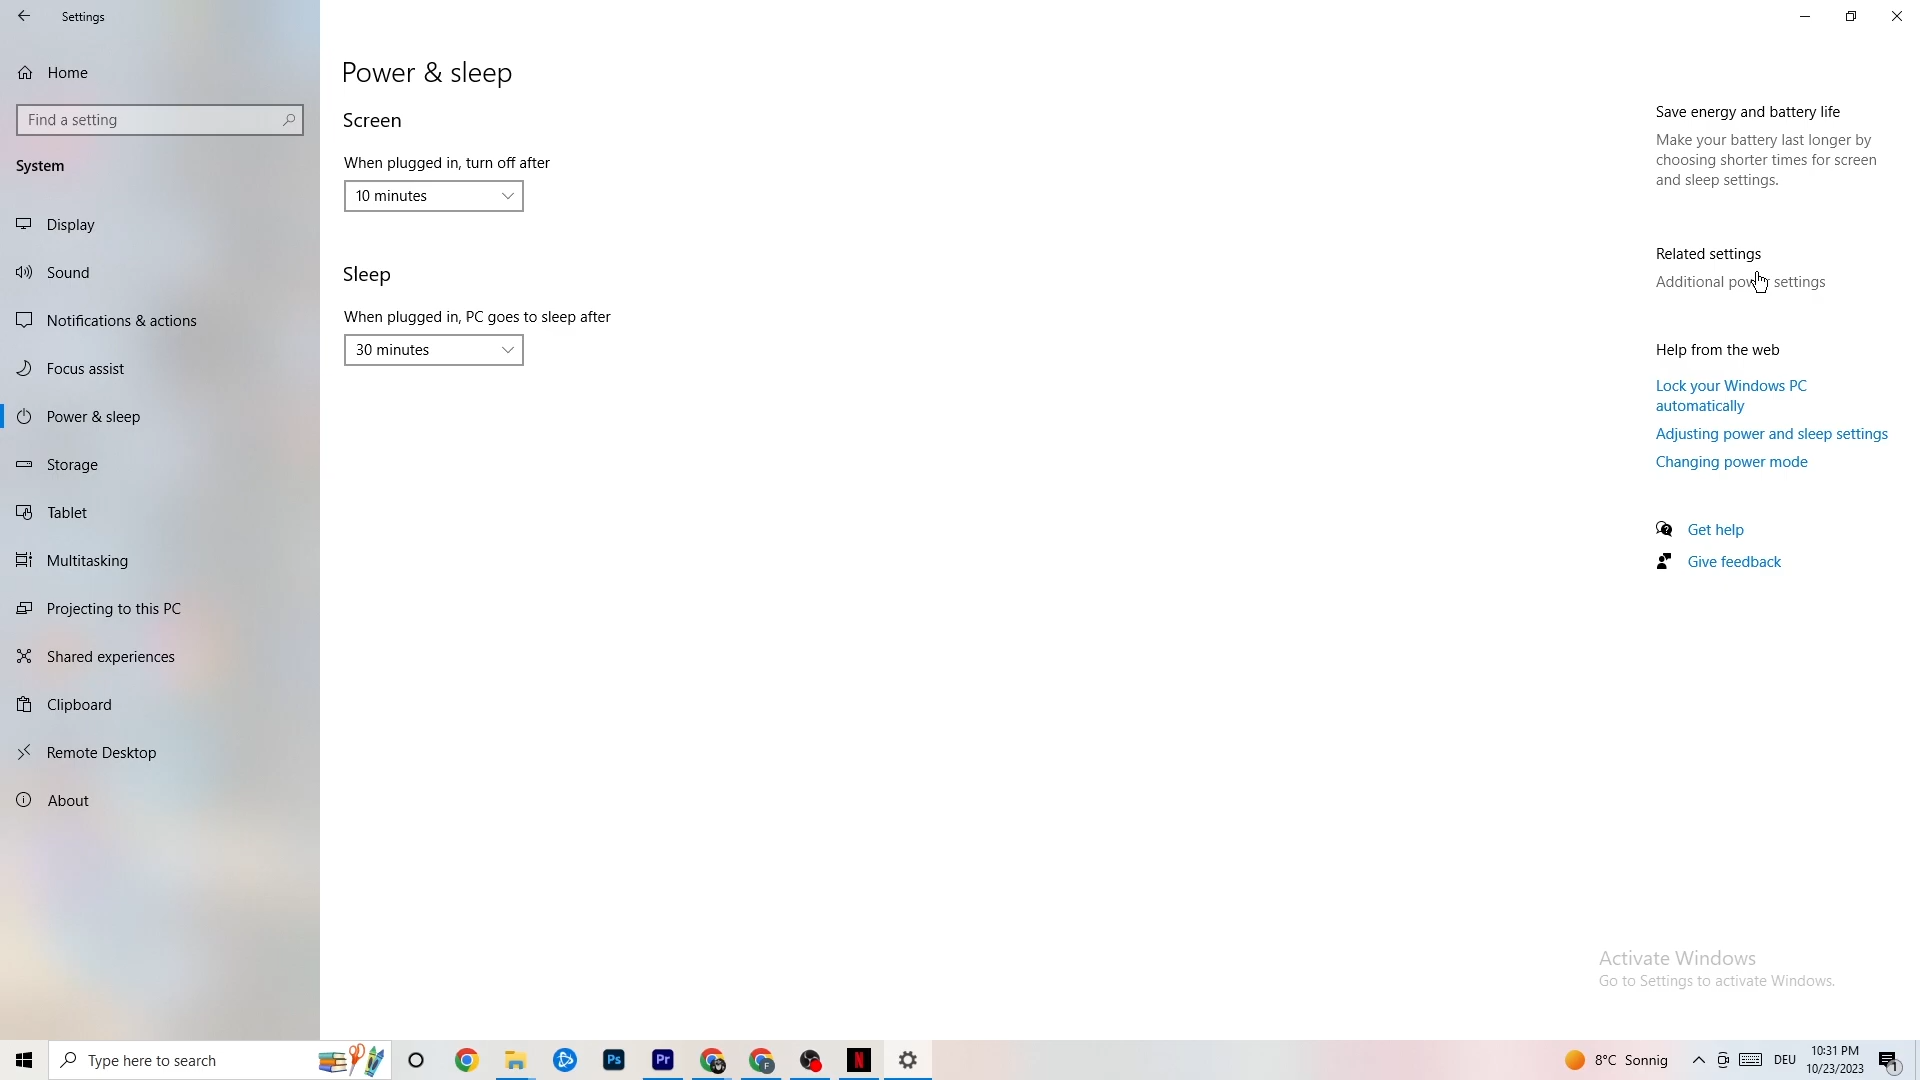 Settings
Home
Find a setting
System
Display
Sound
Notifications & actions
Focus assist
Power & sleep
Storage
Tablet
Multitasking
Projecting to this PC
Shared experiences
Clipboard
Remote Desktop
About
Power & sleep
Screen
When plugged in, turn off after
10 minutes
Sleep
When plugged in, PC goes to sleep after
30 minutes
Save energy and battery life
Make your battery last longer by
choosing shorter times for screen
and sleep settings.
Related settings
Additional power settings
Help from the web
Lock your Windows PC
automatically
Adjusting power and sleep settings
Changing power mode
Get help
Give feedback
Activate Windows
Go to Settings to activate Windows.
Type here to search
Ps
Pr
F
N
8°C Sonnig
DEU
10:31 PM
10/23/2023
1